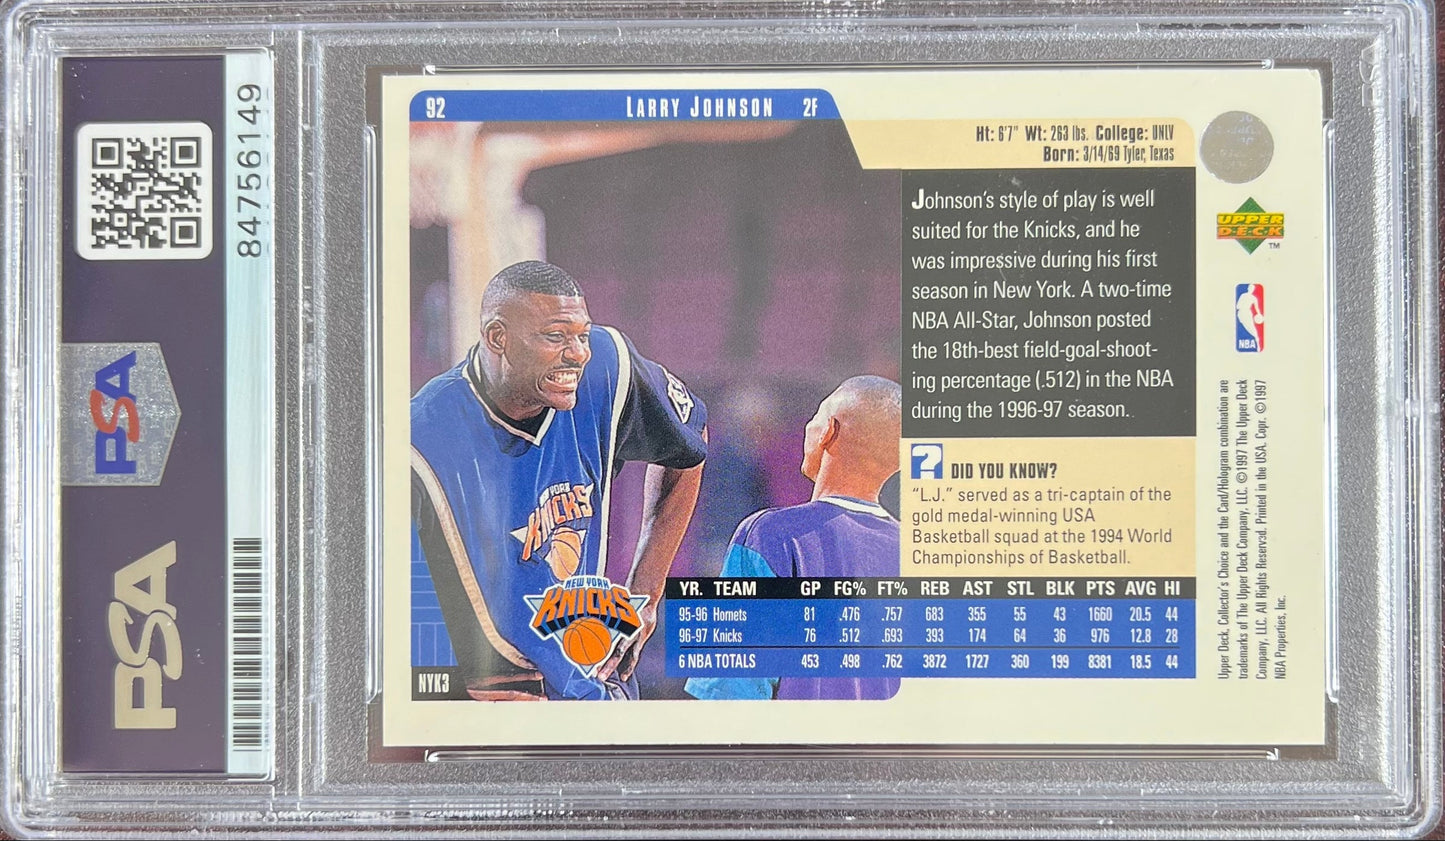 84756149
PSA
PSA
92 LARRY JOHNSON 2F
Ht: 6'7" Wt: 263 lbs. College: UNLV
Born: 3/14/69 Tyler, Texas
Johnson's style of play is well
suited for the Knicks, and he
was impressive during his first
season in New York. A two-time
NBA All-Star, Johnson posted
the 18th-best field-goal-shoot-
ing percentage (.512) in the NBA
during the 1996-97 season.
? DID YOU KNOW?
"L.J." served as a tri-captain of the
gold medal-winning USA
Basketball squad at the 1994 World
Championships of Basketball.
YR. TEAM GP FG% FT% REB AST STL BLK PTS AVG HI
95-96 Hornets 81 .476 .757 683 355 55 43 1660 20.5 44
96-97 Knicks 76 .512 .693 393 174 64 36 976 12.8 28
6 NBA TOTALS 453 .498 .762 3872 1727 360 199 8381 18.5 44
NEW YORK
KNICKS
YORK
KNICKS
NYK3
UPPER
DECK
TM
NBA
Upper Deck, Collector's Choice and the Card/Hologram combination are
trademarks of The Upper Deck Company, LLC. ©1997 The Upper Deck
Company, LLC. All Rights Reserved. Printed in the USA. Copr. ©1997
NBA Properties, Inc.